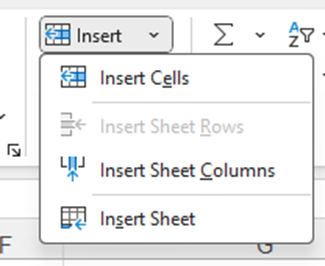 Insert
Insert Cells
Insert Sheet Rows
Insert Sheet Columns
Insert Sheet
F
G